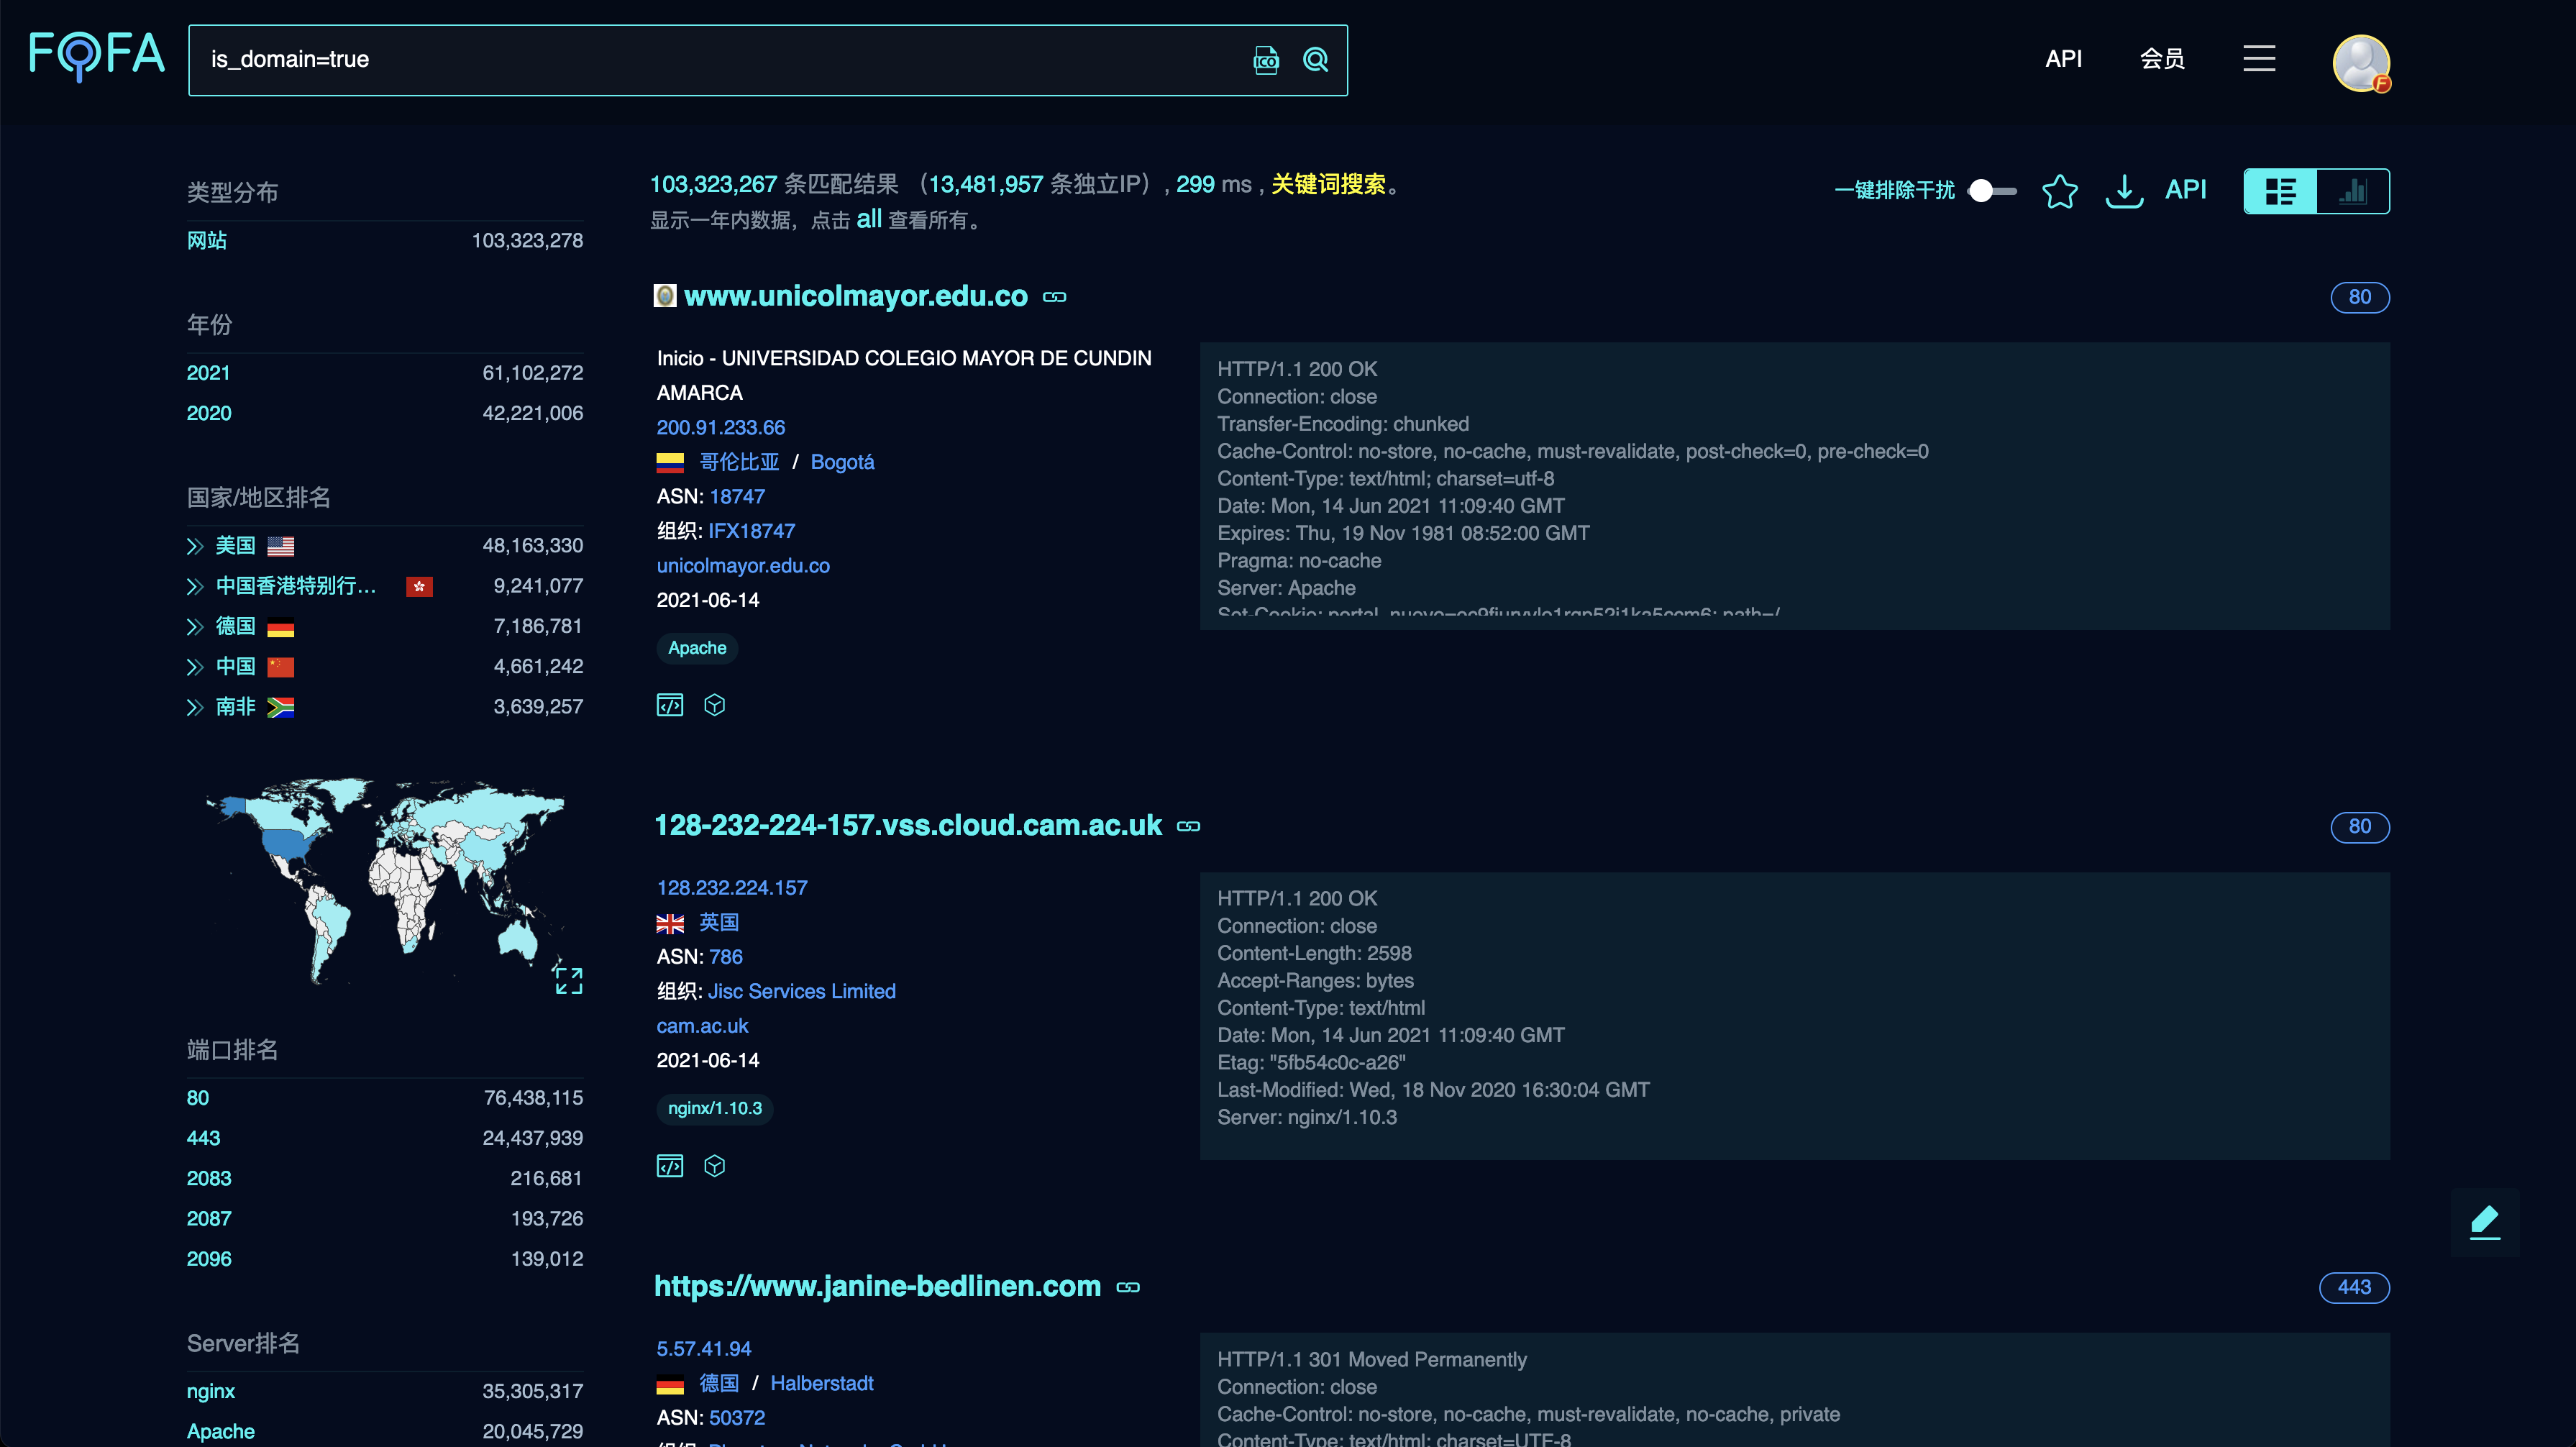 FOFA
is_domain=true
ICO
API
会员
F
类型分布
网站 103,323,278
年份
2021 61,102,272
2020 42,221,006
国家/地区排名
美国 48,163,330
中国香港特别行... 9,241,077
德国 7,186,781
中国 4,661,242
南非 3,639,257
端口排名
80 76,438,115
443 24,437,939
2083 216,681
2087 193,726
2096 139,012
Server排名
nginx 35,305,317
Apache 20,045,729
103,323,267 条匹配结果 （13,481,957 条独立IP）, 299 ms , 关键词搜索。
显示一年内数据，点击 all 查看所有。
一键排除干扰
API
www.unicolmayor.edu.co
80
Inicio - UNIVERSIDAD COLEGIO MAYOR DE CUNDIN
AMARCA
200.91.233.66
哥伦比亚 / Bogotá
ASN: 18747
组织: IFX18747
unicolmayor.edu.co
2021-06-14
Apache
HTTP/1.1 200 OK
Connection: close
Transfer-Encoding: chunked
Cache-Control: no-store, no-cache, must-revalidate, post-check=0, pre-check=0
Content-Type: text/html; charset=utf-8
Date: Mon, 14 Jun 2021 11:09:40 GMT
Expires: Thu, 19 Nov 1981 08:52:00 GMT
Pragma: no-cache
Server: Apache
128-232-224-157.vss.cloud.cam.ac.uk
80
128.232.224.157
英国
ASN: 786
组织: Jisc Services Limited
cam.ac.uk
2021-06-14
nginx/1.10.3
HTTP/1.1 200 OK
Connection: close
Content-Length: 2598
Accept-Ranges: bytes
Content-Type: text/html
Date: Mon, 14 Jun 2021 11:09:40 GMT
Etag: "5fb54c0c-a26"
Last-Modified: Wed, 18 Nov 2020 16:30:04 GMT
Server: nginx/1.10.3
https://www.janine-bedlinen.com
443
5.57.41.94
德国 / Halberstadt
ASN: 50372
HTTP/1.1 301 Moved Permanently
Connection: close
Cache-Control: no-store, no-cache, must-revalidate, no-cache, private
Content-Type: text/html; charset=UTF-8